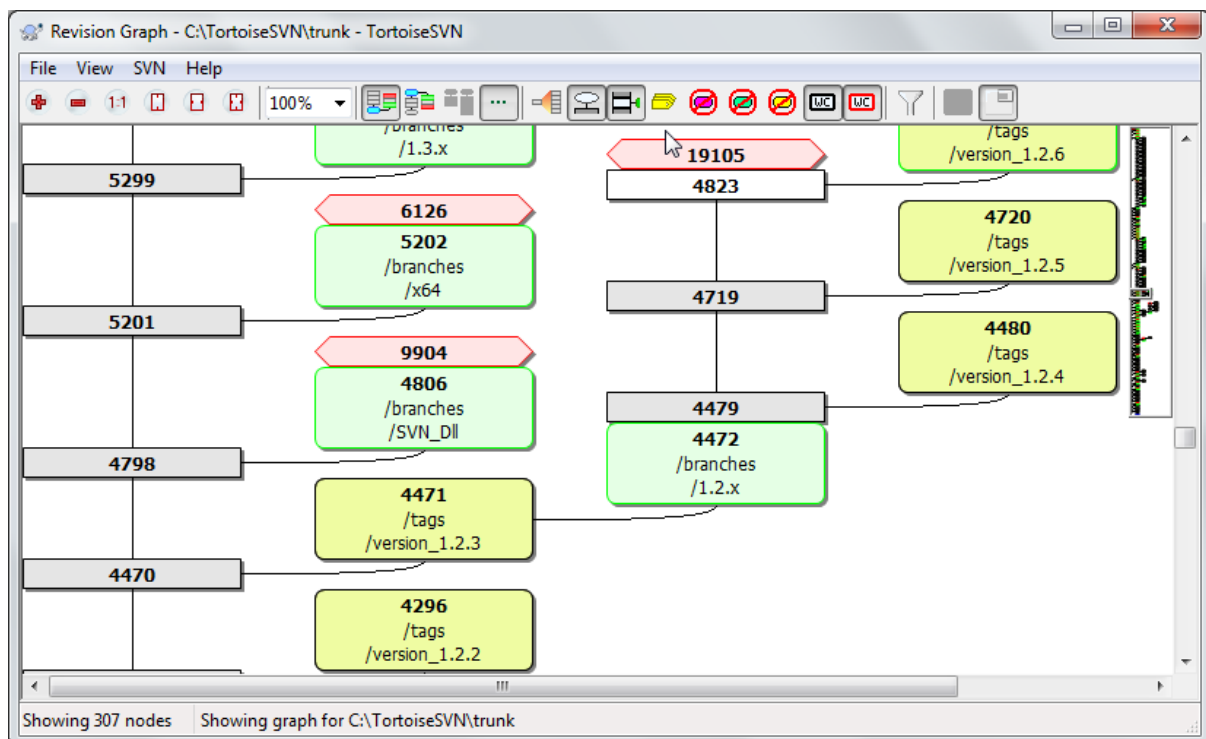 Revision Graph - C:\TortoiseSVN\trunk - TortoiseSVN
File View SVN Help
1:1 100% ... WC WC
/branches
/1.3.x
5299
6126
5202
/branches
/x64
5201
9904
4806
/branches
/SVN_Dll
4798
4471
/tags
/version_1.2.3
4470
4296
/tags
/version_1.2.2
19105
4823
4719
4479
4472
/branches
/1.2.x
/tags
/version_1.2.6
4720
/tags
/version_1.2.5
4480
/tags
/version_1.2.4
Showing 307 nodes Showing graph for C:\TortoiseSVN\trunk